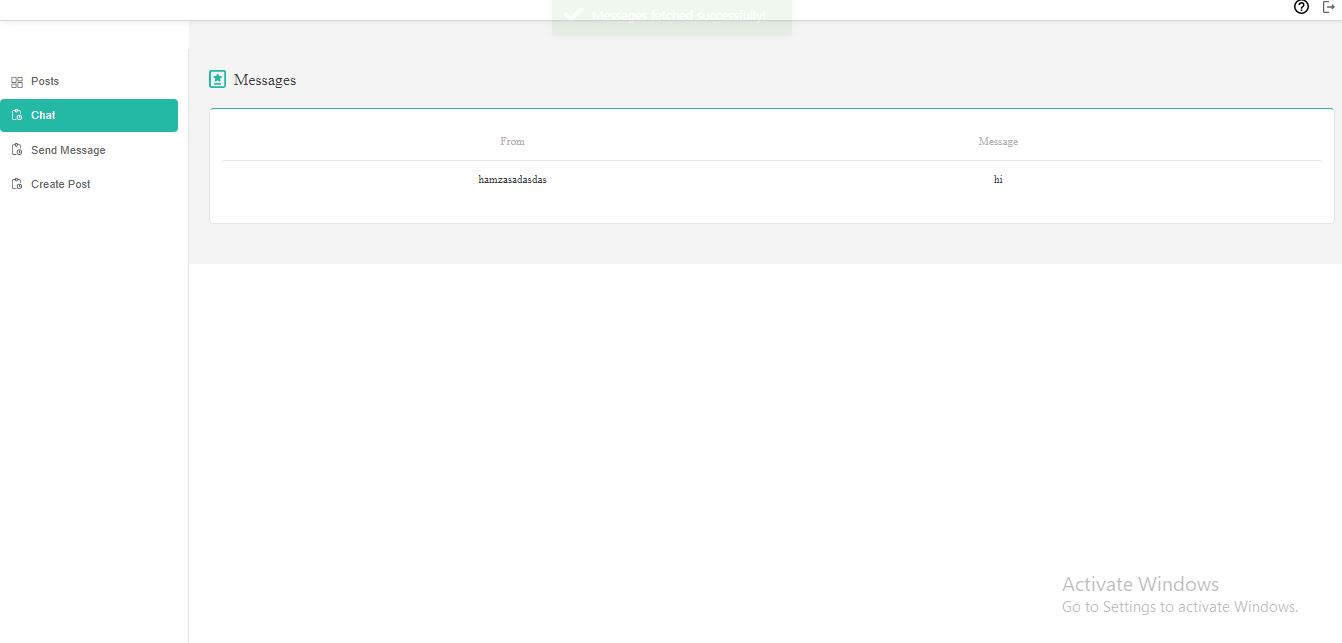 Messages fetched successfully!
Posts
Chat
Send Message
Create Post
Messages
From Message
hamzasadasdas hi
Activate Windows
Go to Settings to activate Windows.